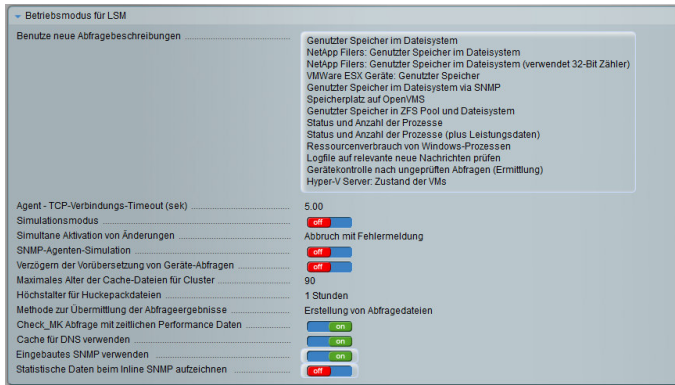 Betriebsmodus für LSM
Benutze neue Abfragebeschreibungen
Genutzter Speicher im Dateisystem
NetApp Filers: Genutzter Speicher im Dateisystem
NetApp Filers: Genutzter Speicher im Dateisystem (verwendet 32-Bit Zähler)
VMWare ESX Geräte: Genutzter Speicher
Genutzter Speicher im Dateisystem via SNMP
Speicherplatz auf OpenVMS
Genutzter Speicher in ZFS Pool und Dateisystem
Status und Anzahl der Prozesse
Status und Anzahl der Prozesse (plus Leistungsdaten)
Ressourcenverbrauch von Windows-Prozessen
Logfile auf relevante neue Nachrichten prüfen
Gerätekontrolle nach ungeprüften Abfragen (Ermittlung)
Hyper-V Server: Zustand der VMs
Agent - TCP-Verbindungs-Timeout (sek) 5.00
Simulationsmodus off
Simultane Aktivation von Änderungen Abbruch mit Fehlermeldung
SNMP-Agenten-Simulation off
Verzögern der Vorübersetzung von Geräte-Abfragen off
Maximales Alter der Cache-Dateien für Cluster 90
Höchstalter für Huckepackdateien 1 Stunden
Methode zur Übermittlung der Abfrageergebnisse Erstellung von Abfragedateien
Check_MK Abfrage mit zeitlichen Performance Daten on
Cache für DNS verwenden on
Eingebautes SNMP verwenden on
Statistische Daten beim Inline SNMP aufzeichnen off